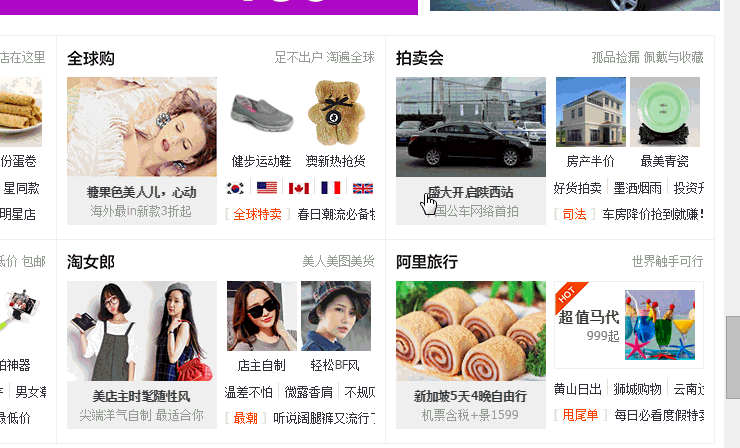 店在这里
份蛋卷
星同款
明星店
全球购
足不出户 淘遍全球
糖果色美人儿，心动
海外最in新款3折起
健步运动鞋
澳新热抢货
[ 全球特卖 ] 春日潮流必备
拍卖会
孤品捡漏 佩戴与收藏
盛大开启陕西站
国公车网络首拍
房产半价
最美青瓷
好货拍卖 墨洒烟雨 投资
[ 司法 ] 车房降价抢到就赚!
低价 包邮
拍神器
男女
最低价
淘女郎
美人美图美货
美店主时髦随性风
尖端洋气自制 最适合你
店主自制
轻松BF风
温差不怕 微露香肩 不规
[ 最潮 ] 听说阔腿裤又流行
阿里旅行
世界触手可行
新加坡5天4晚自由行
机票含税+景1599
HOT
超值马代
999起
黄山日出 狮城购物 云南
[ 甩尾单 ] 每日必看度假特